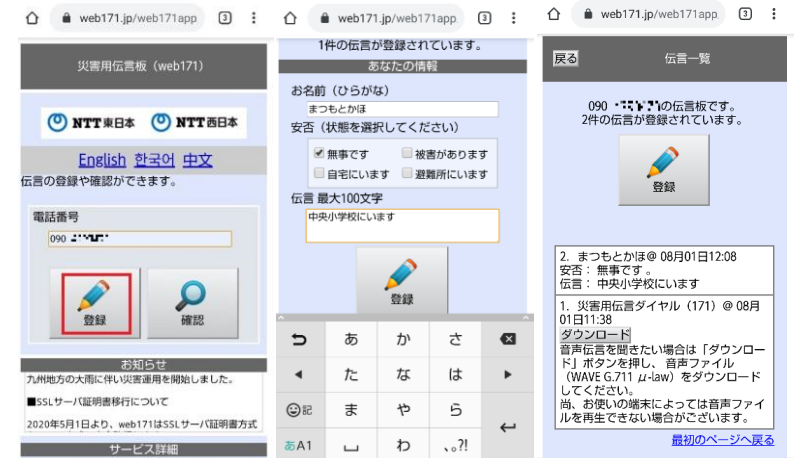 web171.jp/web171app
3
災害用伝言板（web171）
NTT東日本 NTT西日本
English 한국어 中文
伝言の登録や確認ができます。
電話番号
090
登録
確認
お知らせ
九州地方の大雨に伴い災害運用を開始しました。
■SSLサーバ証明書移行について
2020年5月1日より、web171はSSLサーバ証明書方式
サービス詳細
web171.jp/web171app
3
1件の伝言が登録されています。
あなたの情報
お名前（ひらがな）
まつもとかほ
安否（状態を選択してください）
無事です
被害があります
自宅にいます
避難所にいます
伝言 最大100文字
中央小学校にいます
登録
あ か さ
た な は
記 ま や ら
あA1 わ 、。?!
web171.jp/web171app
3
戻る
伝言一覧
090 の伝言板です。
2件の伝言が登録されています。
登録
2．まつもとかほ@ 08月01日12:08
安否：無事です 。
伝言：中央小学校にいます
1．災害用伝言ダイヤル（171）@ 08月
01日11:38
ダウンロード
音声伝言を聞きたい場合は「ダウンロー
ド」ボタンを押し、音声ファイル
（WAVE G.711 μ-law）をダウンロード
してください。
尚、お使いの端末によっては音声ファイ
ルを再生できない場合がございます。
最初のページへ戻る